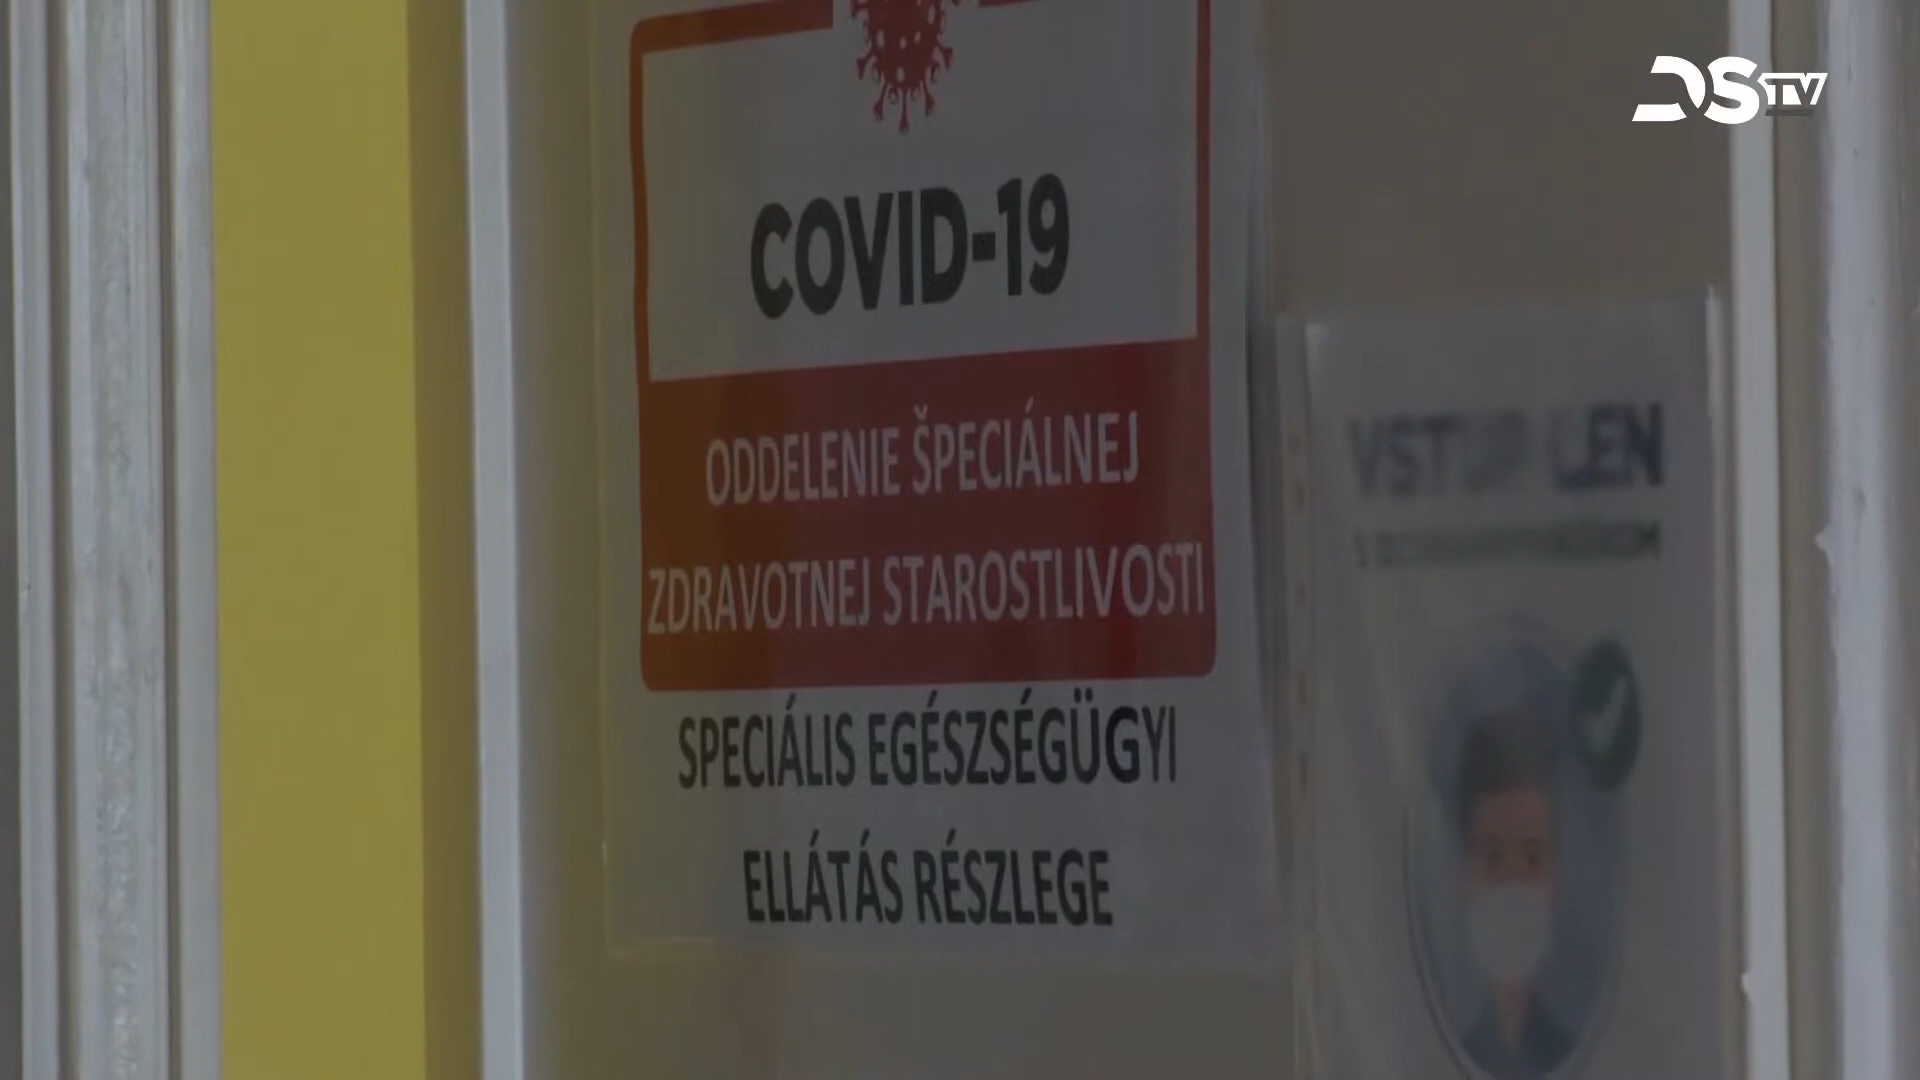 DSTV
COVID-19
ODDELENIE ŠPECIÁLNEJ
ZDRAVOTNEJ STAROSTLIVOSTI
SPECIÁLIS EGÉSZSÉGÜGYI
ELLÁTÁS RÉSZLEGE
VSTUP LEN